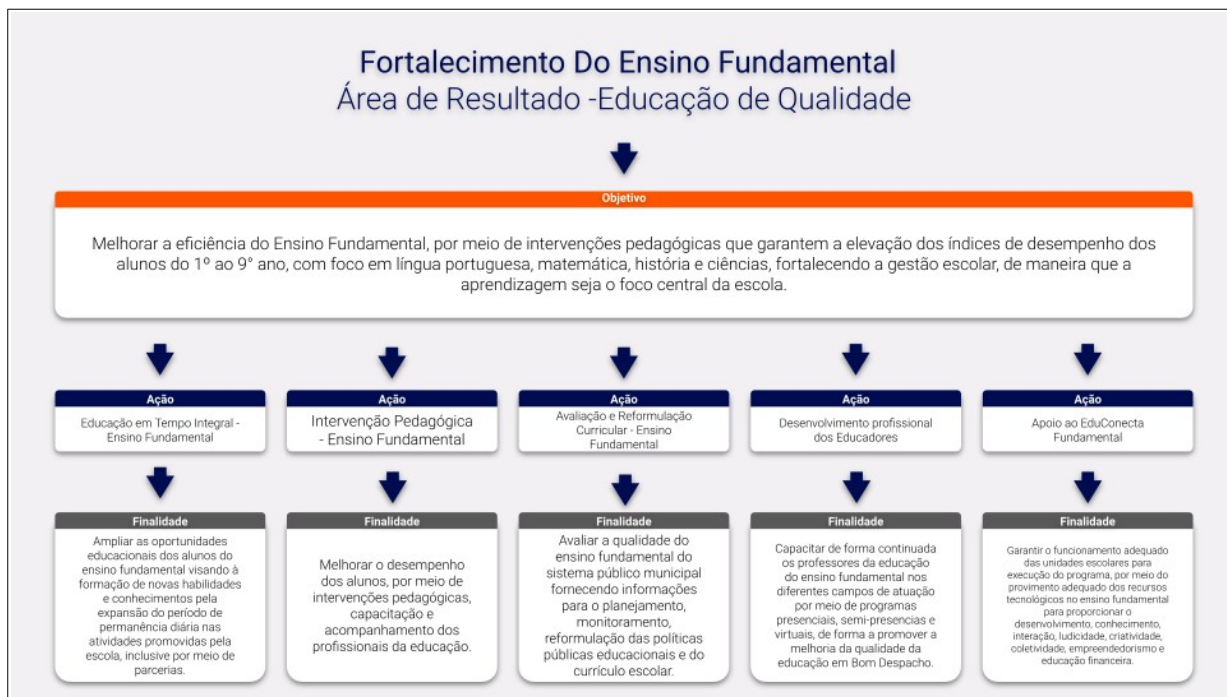 Fortalecimento Do Ensino Fundamental
Área de Resultado -Educação de Qualidade
Objetivo
Melhorar a eficiência do Ensino Fundamental, por meio de intervenções pedagógicas que garantem a elevação dos índices de desempenho dos
alunos do 1º ao 9° ano, com foco em língua portuguesa, matemática, história e ciências, fortalecendo a gestão escolar, de maneira que a
aprendizagem seja o foco central da escola.
Ação
Educação em Tempo Integral -
Ensino Fundamental
Ação
Intervenção Pedagógica
- Ensino Fundamental
Ação
Avaliação e Reformulação
Curricular - Ensino
Fundamental
Ação
Desenvolvimento profissional
dos Educadores
Ação
Apoio ao EduConecta
Fundamental
Finalidade
Ampliar as oportunidades
educacionais dos alunos do
ensino fundamental visando à
formação de novas habilidades
e conhecimentos pela
expansão do período de
permanência diária nas
atividades promovidas pela
escola, inclusive por meio de
parcerias.
Finalidade
Melhorar o desempenho
dos alunos, por meio de
intervenções pedagógicas,
capacitação e
acompanhamento dos
profissionais da educação.
Finalidade
Avaliar a qualidade do
ensino fundamental do
sistema público municipal
fornecendo informações
para o planejamento,
monitoramento,
reformulação das políticas
públicas educacionais e do
currículo escolar.
Finalidade
Capacitar de forma continuada
os professores da educação
do ensino fundamental nos
diferentes campos de atuação
por meio de programas
presenciais, semi-presencias e
virtuais, de forma a promover a
melhoria da qualidade da
educação em Bom Despacho.
Finalidade
Garantir o funcionamento adequado
das unidades escolares para
execução do programa, por meio do
provimento adequado dos recursos
tecnológicos no ensino fundamental
para proporcionar o
desenvolvimento, conhecimento,
interação, ludicidade, criatividade,
coletividade, empreendedorismo e
educação financeira.